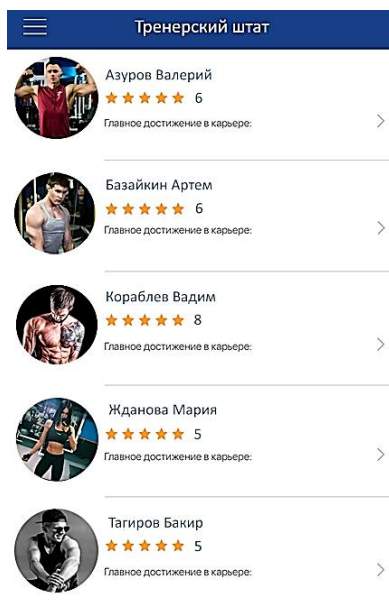 Тренерский штат
Азуров Валерий
6
Главное достижение в карьере:
Базайкин Артем
6
Главное достижение в карьере:
Кораблев Вадим
8
Главное достижение в карьере:
Жданова Мария
5
Главное достижение в карьере:
Тагиров Бакир
5
Главное достижение в карьере: